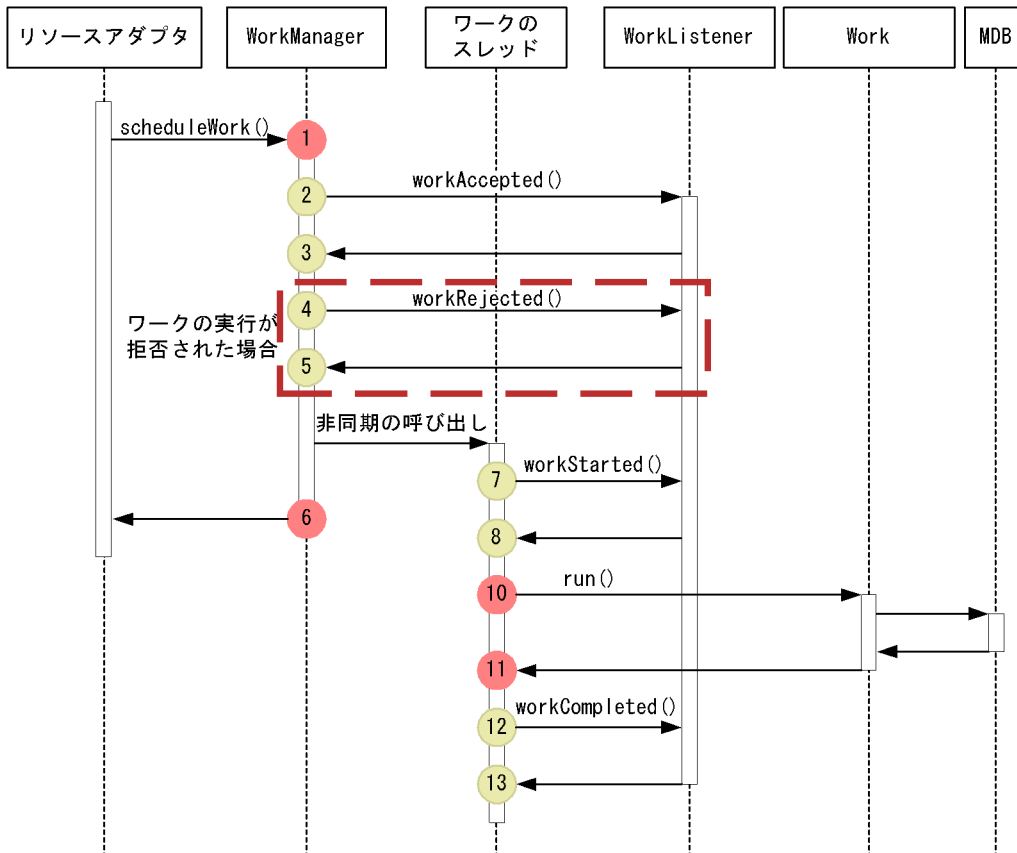 リソースアダプタ
WorkManager
ワークの
スレッド
WorkListener
Work
MDB
scheduleWork()
1
2
workAccepted()
3
4
workRejected()
ワークの実行が
拒否された場合
5
非同期の呼び出し
7
workStarted()
6
8
10
run()
11
12
workCompleted()
13